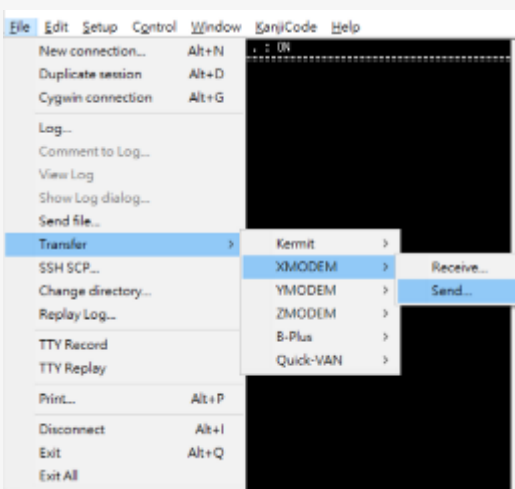 File Edit Setup Control Window KanjiCode Help
New connection... Alt+N
Duplicate session Alt+D
Cygwin connection Alt+G
Log...
Comment to Log...
View Log
Show Log dialog...
Send file...
Transfer >
SSH SCP...
Change directory...
Replay Log...
TTY Record
TTY Replay
Print... Alt+P
Disconnect Alt+I
Exit Alt+Q
Exit All
Kermit >
XMODEM >
YMODEM >
ZMODEM >
B-Plus >
Quick-VAN >
Receive...
Send...
. : ON